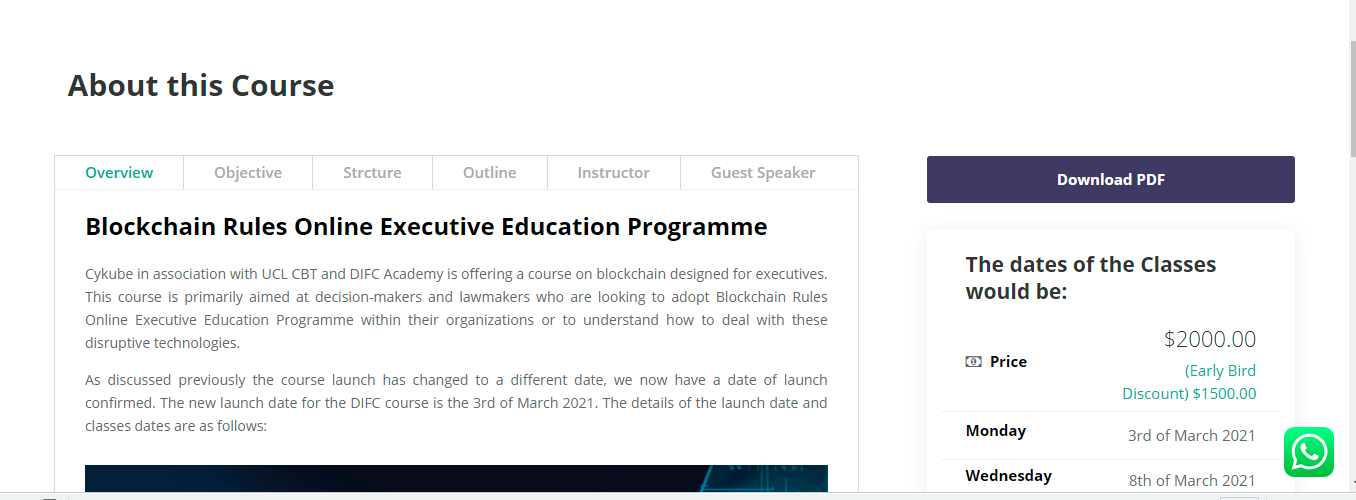 About this Course
Overview
Objective
Strcture
Outline
Instructor
Guest Speaker
Blockchain Rules Online Executive Education Programme
Cykube in association with UCL CBT and DIFC Academy is offering a course on blockchain designed for executives.
This course is primarily aimed at decision-makers and lawmakers who are looking to adopt Blockchain Rules
Online Executive Education Programme within their organizations or to understand how to deal with these
disruptive technologies.
As discussed previously the course launch has changed to a different date, we now have a date of launch
confirmed. The new launch date for the DIFC course is the 3rd of March 2021. The details of the launch date and
classes dates are as follows:
Download PDF
The dates of the Classes
would be:
Price
$2000.00
(Early Bird
Discount) $1500.00
Monday
3rd of March 2021
Wednesday
8th of March 2021